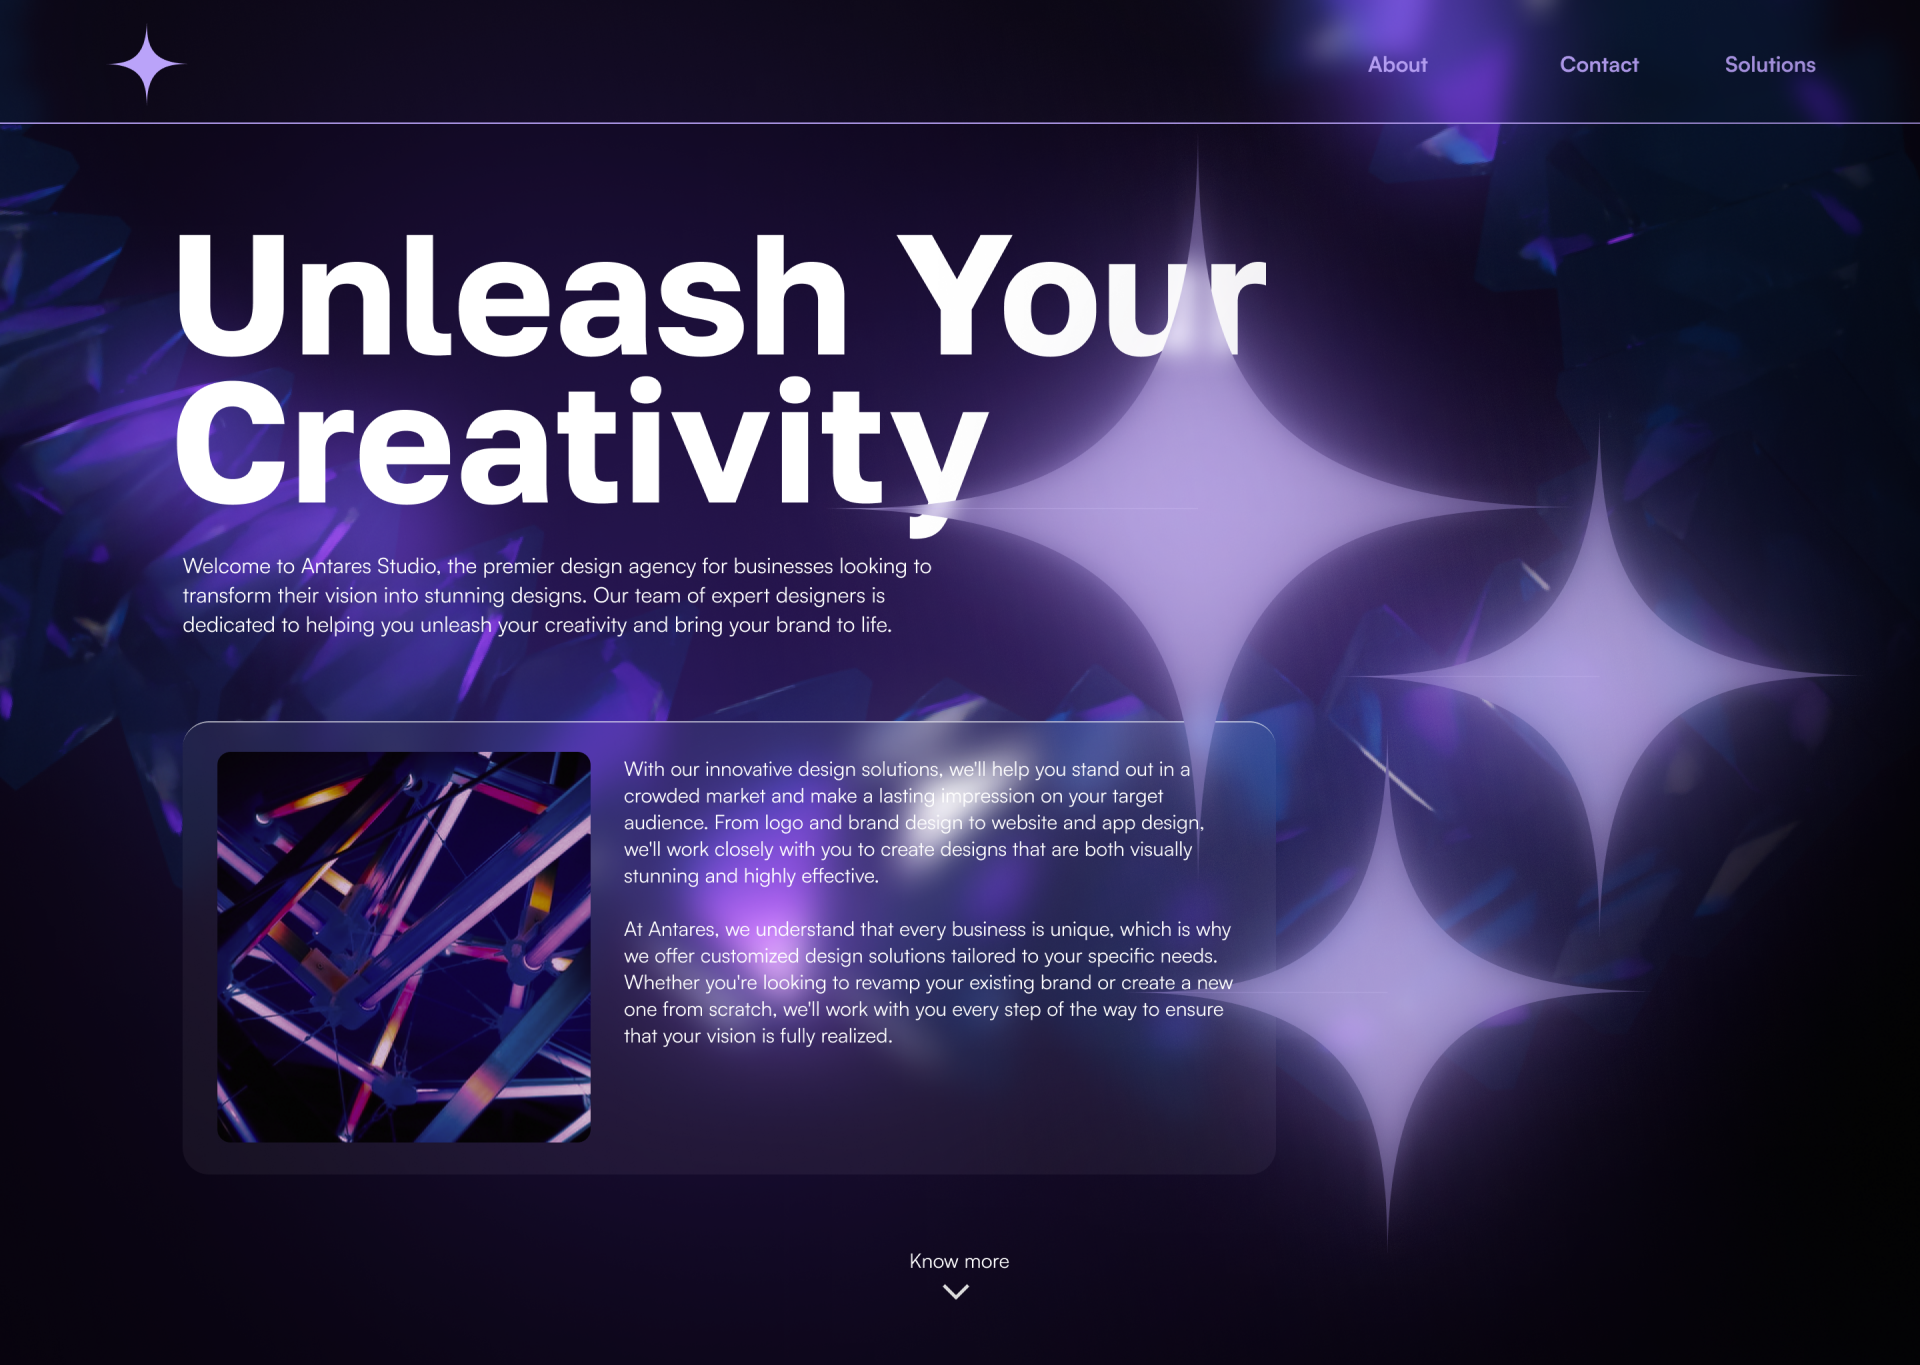 About
Contact
Solutions
Unleash Your
Creativity
Welcome to Antares Studio, the premier design agency for businesses looking to
transform their vision into stunning designs. Our team of expert designers is
dedicated to helping you unleash your creativity and bring your brand to life.
With our innovative design solutions, we'll help you stand out in a
crowded market and make a lasting impression on your target
audience. From logo and brand design to website and app design,
we'll work closely with you to create designs that are both visually
stunning and highly effective.
At Antares, we understand that every business is unique, which is why
we offer customized design solutions tailored to your specific needs.
Whether you're looking to revamp your existing brand or create a new
one from scratch, we'll work with you every step of the way to ensure
that your vision is fully realized.
Know more